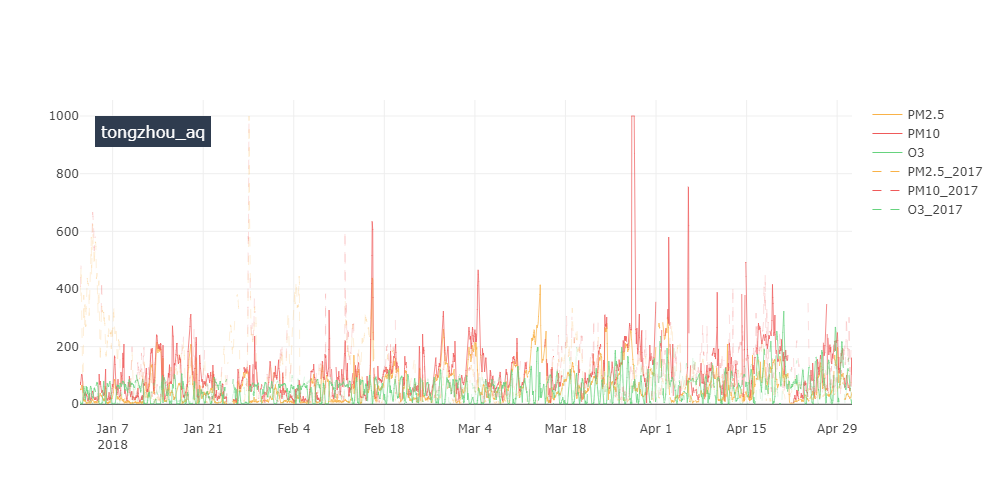 tongzhou_aq
1000
800
600
400
200
0
Jan 7
2018
Jan 21
Feb 4
Feb 18
Mar 4
Mar 18
Apr 1
Apr 15
Apr 29
PM2.5
PM10
O3
PM2.5_2017
PM10_2017
O3_2017